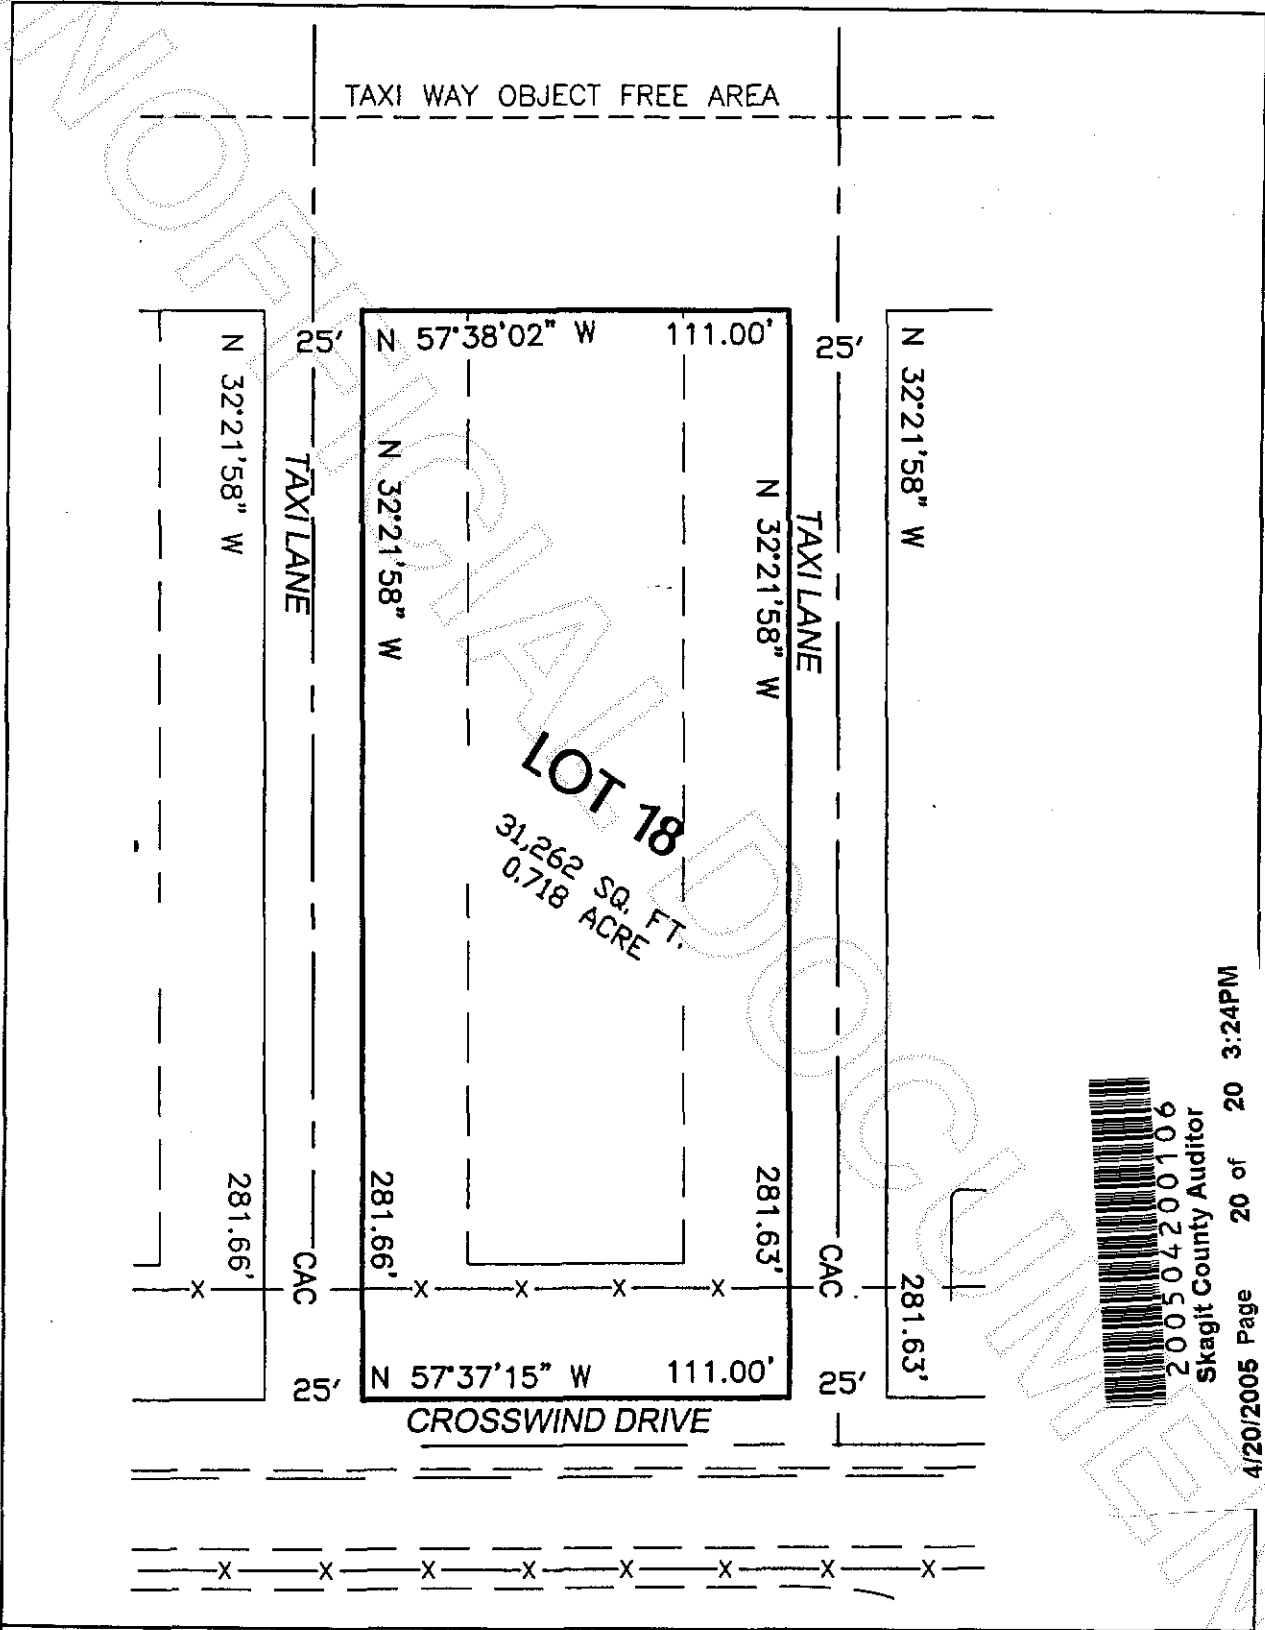 TAXI WAY OBJECT FREE AREA
25'
N 57°38'02" W 111.00'
25'
N 32°21'58" W
N 32°21'58" W
N 32°21'58" W
N 32°21'58" W
TAXI LANE
TAXI LANE
LOT 18
31,262 SQ. FT.
0.718 ACRE
281.66'
281.66'
281.63'
281.63'
CAC
CAC
X X X X X
25'
N 57°37'15" W 111.00'
25'
CROSSWIND DRIVE
X X X X X X X X
UNOFFICIAL DOCUMENT
200504200106
Skagit County Auditor
4/20/2005 Page 20 of 20 3:24PM